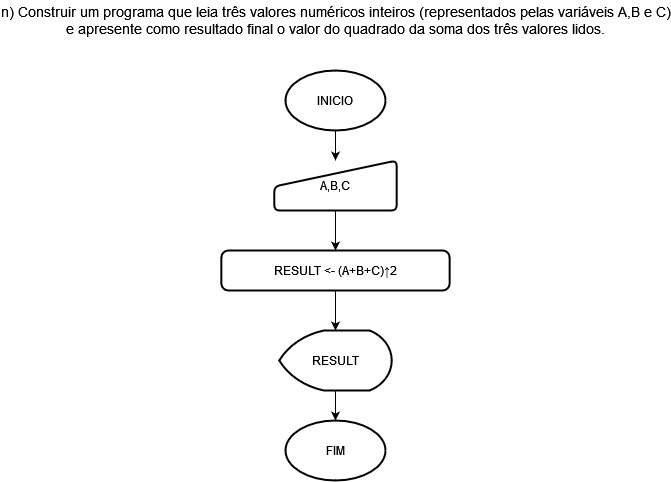 n) Construir um programa que leia três valores numéricos inteiros (representados pelas variáveis A,B e C)
e apresente como resultado final o valor do quadrado da soma dos três valores lidos.
INICIO
A,B,C
RESULT <- (A+B+C)↑2
RESULT
FIM